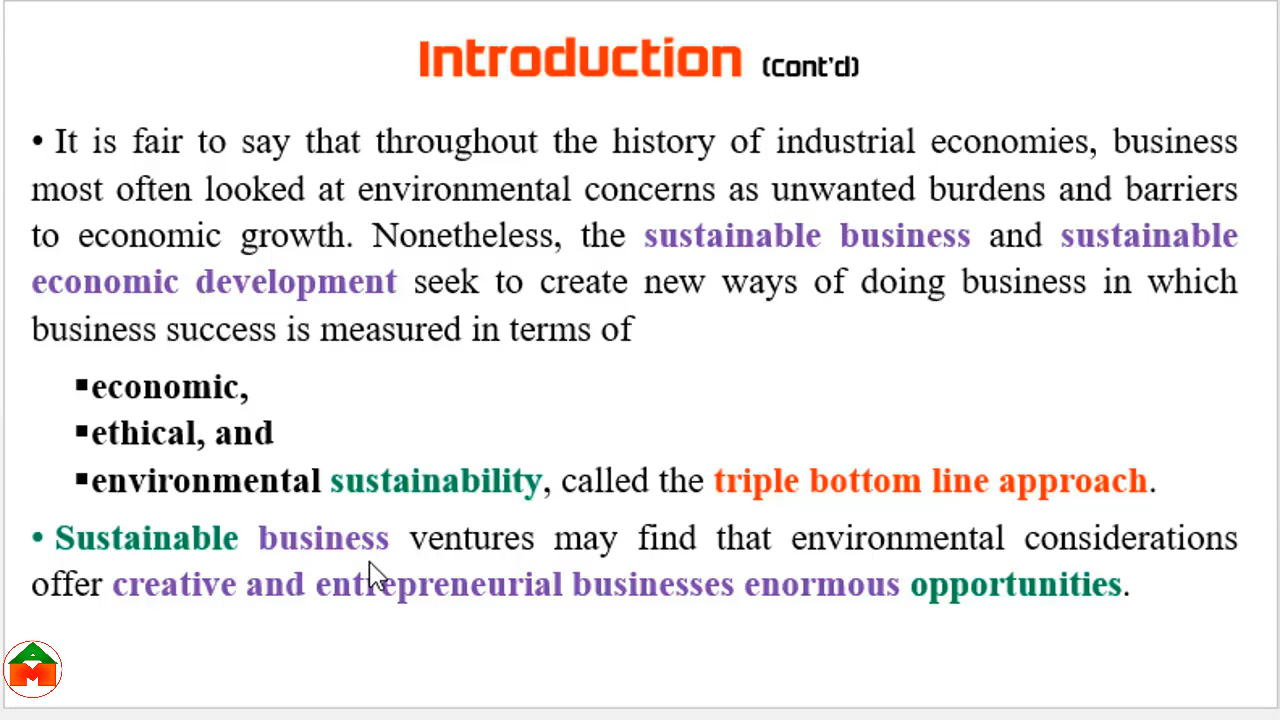 Introduction (cont'd)
• It is fair to say that throughout the history of industrial economies, business
most often looked at environmental concerns as unwanted burdens and barriers
to economic growth. Nonetheless, the sustainable business and sustainable
economic development seek to create new ways of doing business in which
business success is measured in terms of
▪economic,
▪ethical, and
▪environmental sustainability, called the triple bottom line approach.
• Sustainable business ventures may find that environmental considerations
offer creative and entrepreneurial businesses enormous opportunities.
A
M